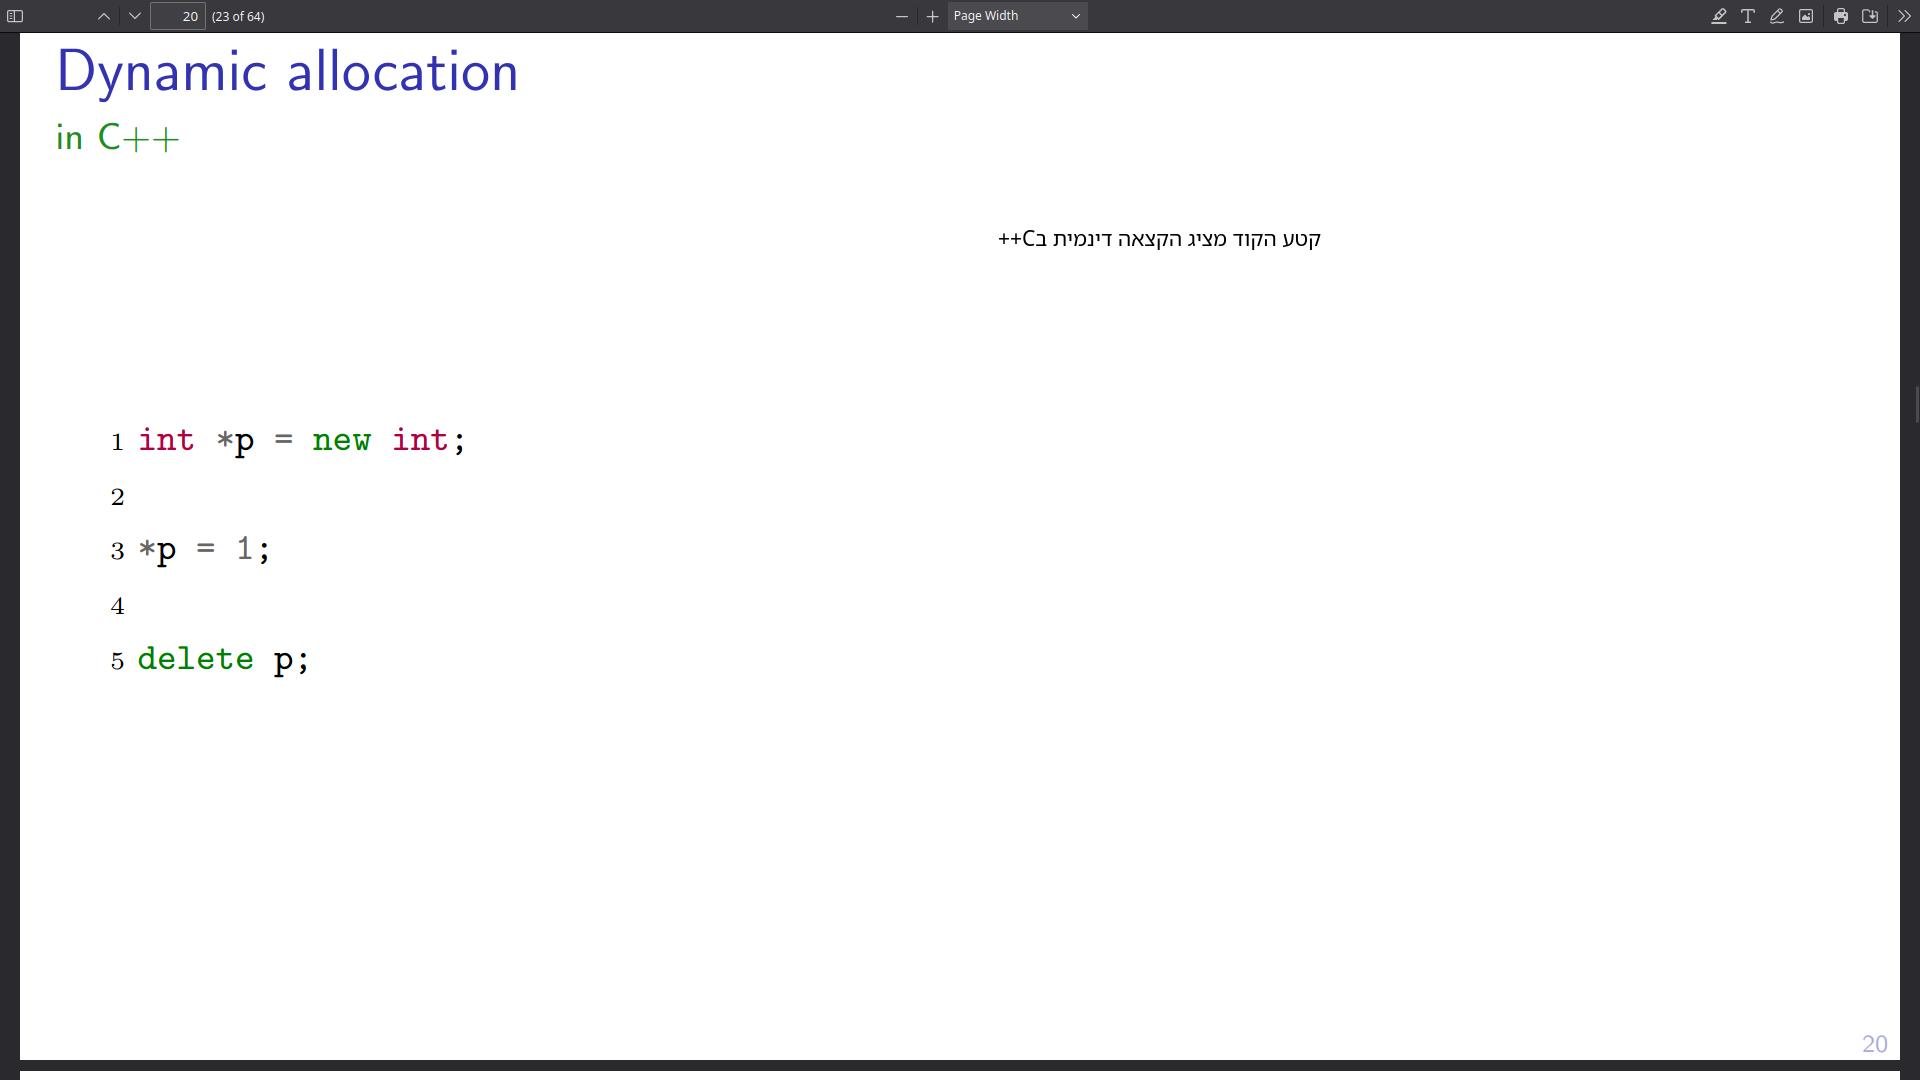 20 (23 of 64) Page Width
Dynamic allocation
in C++
קטע הקוד מציג הקצאה דינמית בC++
1 int *p = new int;
2
3 *p = 1;
4
5 delete p;
20